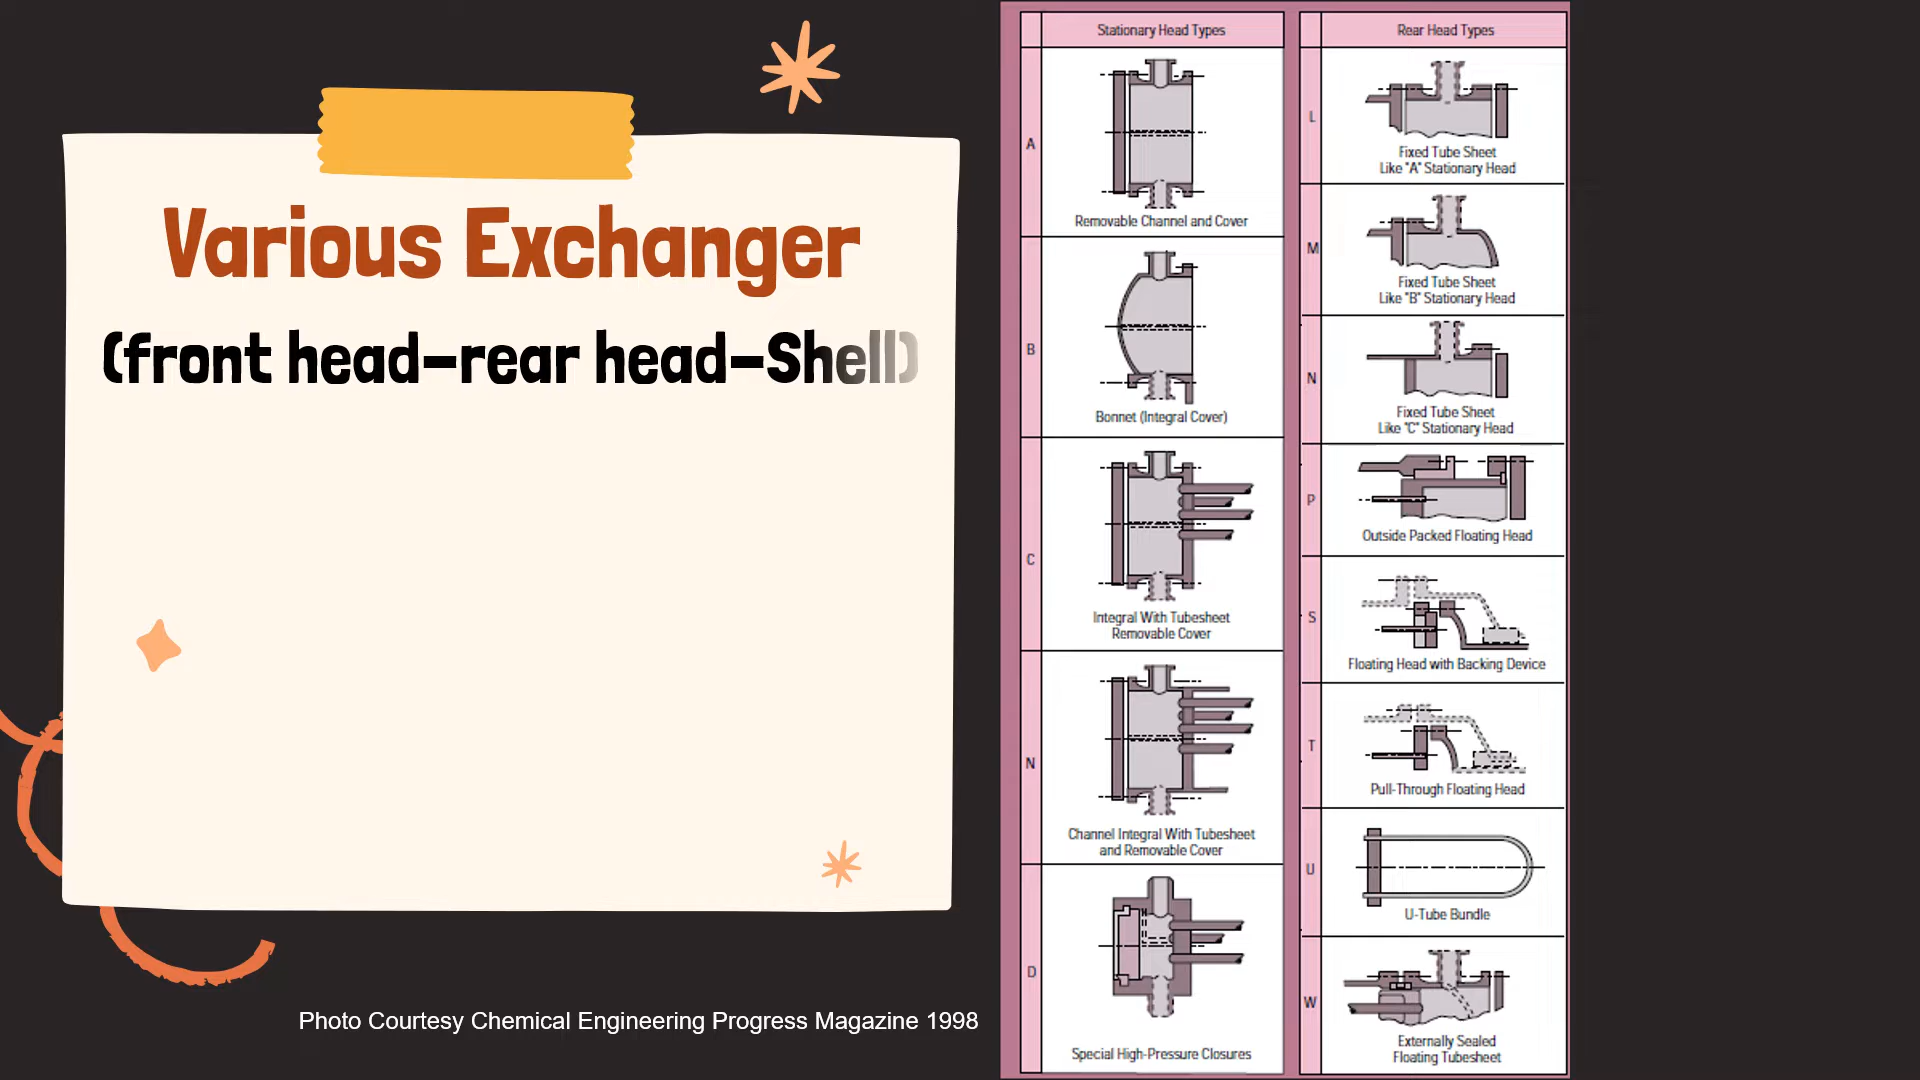 Various Exchanger
(front head-rear head-Shell)
Photo Courtesy Chemical Engineering Progress Magazine 1998
Stationary Head Types
A
Removable Channel and Cover
B
Bonnet (Integral Cover)
C
Integral With Tubesheet
Removable Cover
N
Channel Integral With Tubesheet
and Removable Cover
D
Special High-Pressure Closures
Rear Head Types
L
Fixed Tube Sheet
Like "A" Stationary Head
M
Fixed Tube Sheet
Like "B" Stationary Head
N
Fixed Tube Sheet
Like "C" Stationary Head
P
Outside Packed Floating Head
S
Floating Head with Backing Device
T
Pull-Through Floating Head
U
U-Tube Bundle
W
Externally Sealed
Floating Tubesheet